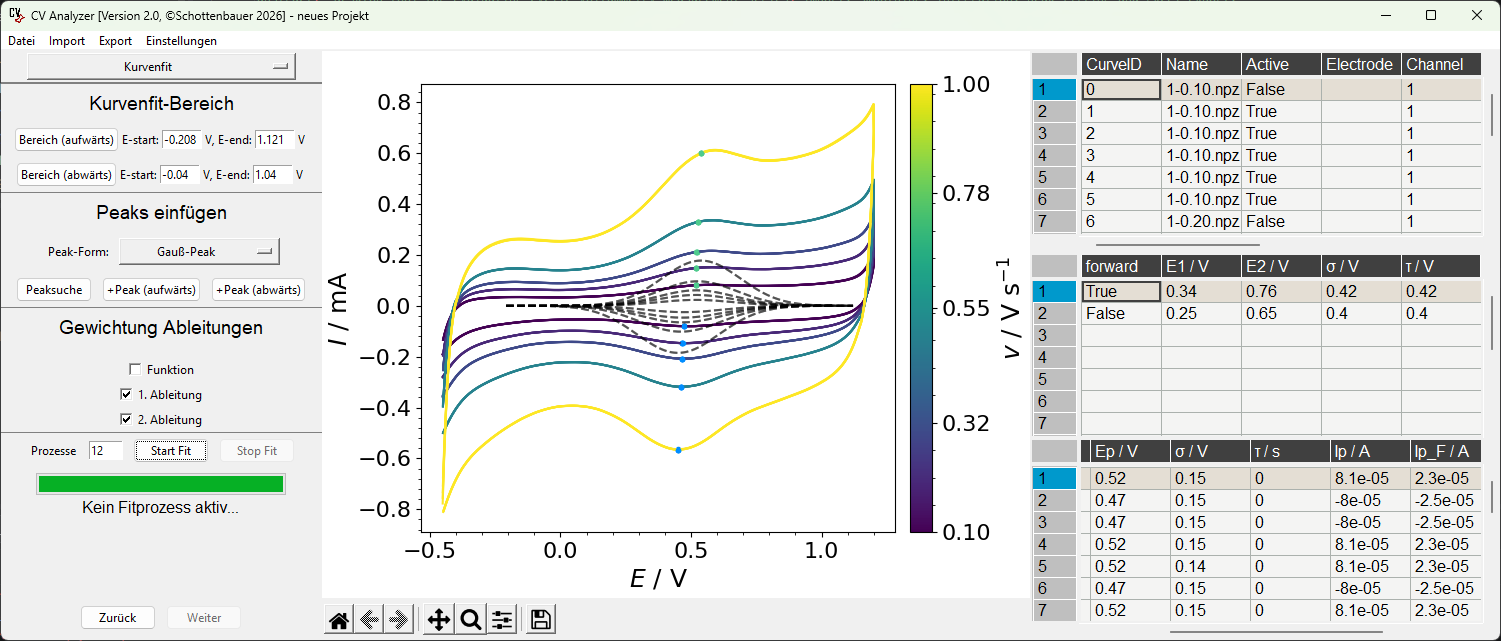 CV Analyzer [Version 2.0, ©Schottenbauer 2026] - neues Projekt
Datei Import Export Einstellungen
Kurvenfit
Kurvenfit-Bereich
Bereich (aufwärts) E-start: -0.208 V, E-end: 1.121 V
Bereich (abwärts) E-start: -0.04 V, E-end: 1.04 V
Peaks einfügen
Peak-Form: Gauß-Peak
Peaksuche +Peak (aufwärts) +Peak (abwärts)
Gewichtung Ableitungen
Funktion
1. Ableitung
2. Ableitung
Prozesse 12 Start Fit Stop Fit
Kein Fitprozess aktiv...
Zurück Weiter
I / mA
0.8
0.6
0.4
0.2
0.0
−0.2
−0.4
−0.6
−0.8
−0.5 0.0 0.5 1.0
E / V
1.00
0.78
0.55
0.32
0.10
v / V s⁻¹
CurveID Name Active Electrode Channel
1 0 1-0.10.npz False 1
2 1 1-0.10.npz True 1
3 2 1-0.10.npz True 1
4 3 1-0.10.npz True 1
5 4 1-0.10.npz True 1
6 5 1-0.10.npz True 1
7 6 1-0.20.npz False 1
forward E1 / V E2 / V σ / V τ / V
1 True 0.34 0.76 0.42 0.42
2 False 0.25 0.65 0.4 0.4
3
4
5
6
7
Ep / V σ / V τ / s Ip / A Ip_F / A
1 0.52 0.15 0 8.1e-05 2.3e-05
2 0.47 0.15 0 -8e-05 -2.5e-05
3 0.47 0.15 0 -8e-05 -2.5e-05
4 0.52 0.15 0 8.1e-05 2.3e-05
5 0.52 0.14 0 8.1e-05 2.3e-05
6 0.47 0.15 0 -8e-05 -2.5e-05
7 0.52 0.15 0 8.1e-05 2.3e-05